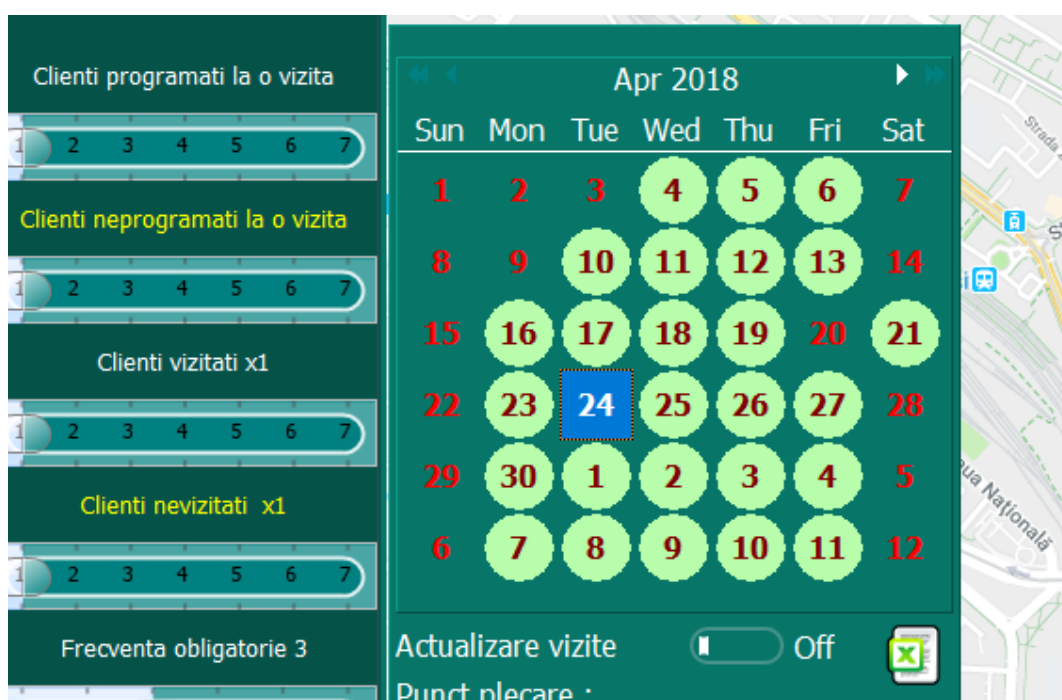 Clienti programati la o vizita
1 2 3 4 5 6 7
Clienti neprogramati la o vizita
1 2 3 4 5 6 7
Clienti vizitati x1
1 2 3 4 5 6 7
Clienti nevizitati x1
1 2 3 4 5 6 7
Frecventa obligatorie 3
Apr 2018
Sun Mon Tue Wed Thu Fri Sat
1 2 3 4 5 6 7
8 9 10 11 12 13 14
15 16 17 18 19 20 21
22 23 24 25 26 27 28
29 30 1 2 3 4 5
6 7 8 9 10 11 12
Actualizare vizite Off
Punct plecare :
Strada
Națională